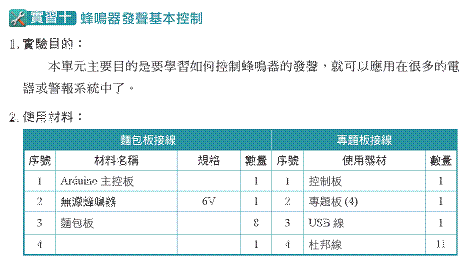 實習十 蜂鳴器發聲基本控制
1. 實驗目的：
本單元主要目的是要學習如何控制蜂鳴器的發聲，就可以應用在很多的電
器或警報系統中了。
2. 使用材料：
麵包板接線 專題板接線
序號 材料名稱 規格 數量 序號 使用器材 數量
1 Arduino 主控板 1 1 控制板 1
2 無源蜂鳴器 6V 1 2 專題板 (4) 1
3 麵包板 8 3 USB 線 1
4 1 4 杜邦線 11